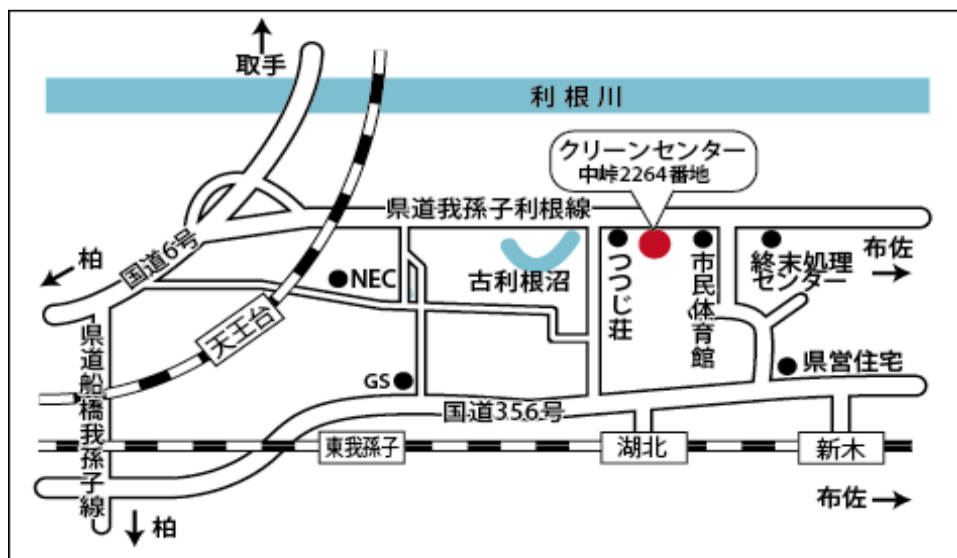 取手
利根川
クリーンセンター
中峠2264番地
県道我孫子利根線
柏
国道6号
NEC
古利根沼
つつじ荘
市民体育館
終末処理
センター
布佐
天王台
県道船橋我孫子線
GS
国道356号
県営住宅
東我孫子
湖北
新木
柏
布佐